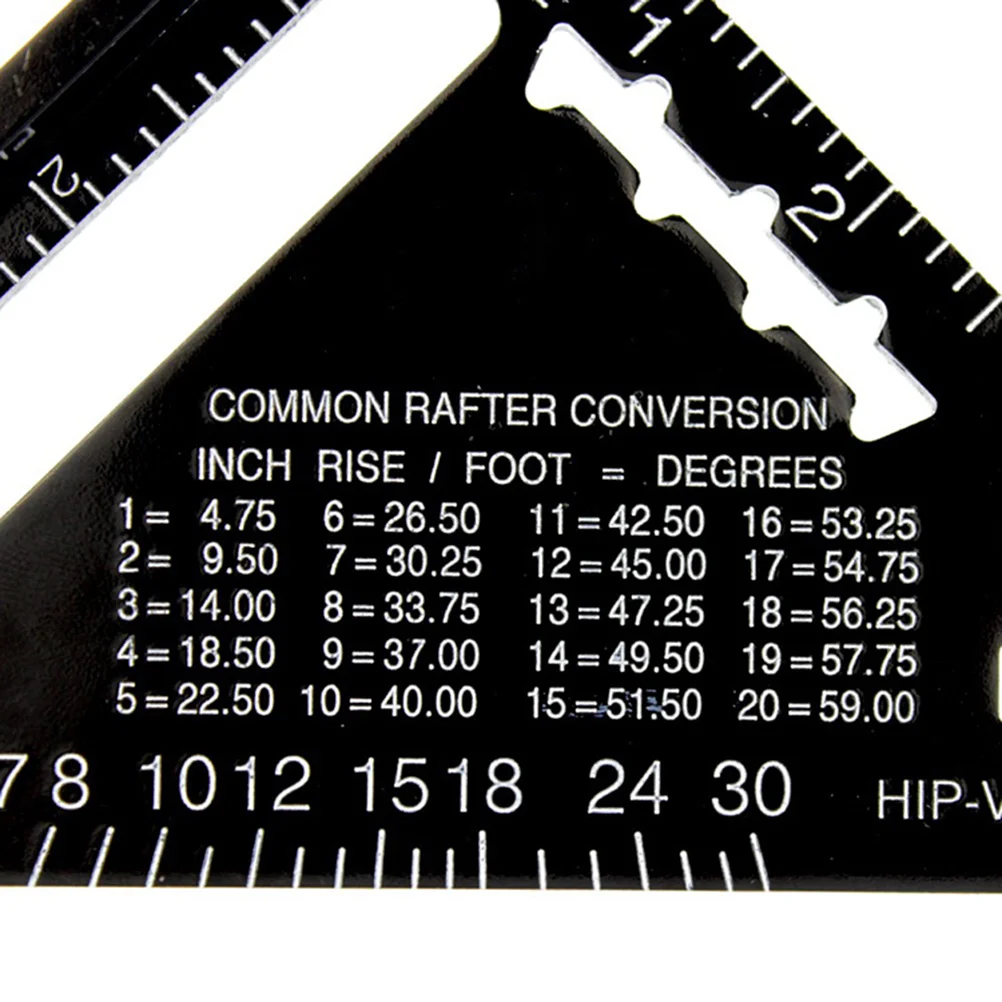 1
2
2
COMMON RAFTER CONVERSION
INCH RISE / FOOT = DEGREES
1= 4.75 6=26.50 11=42.50 16=53.25
2= 9.50 7=30.25 12=45.00 17=54.75
3=14.00 8=33.75 13=47.25 18=56.25
4=18.50 9=37.00 14=49.50 19=57.75
5=22.50 10=40.00 15=51.50 20=59.00
7 8 10 12 15 18 24 30 HIP-V